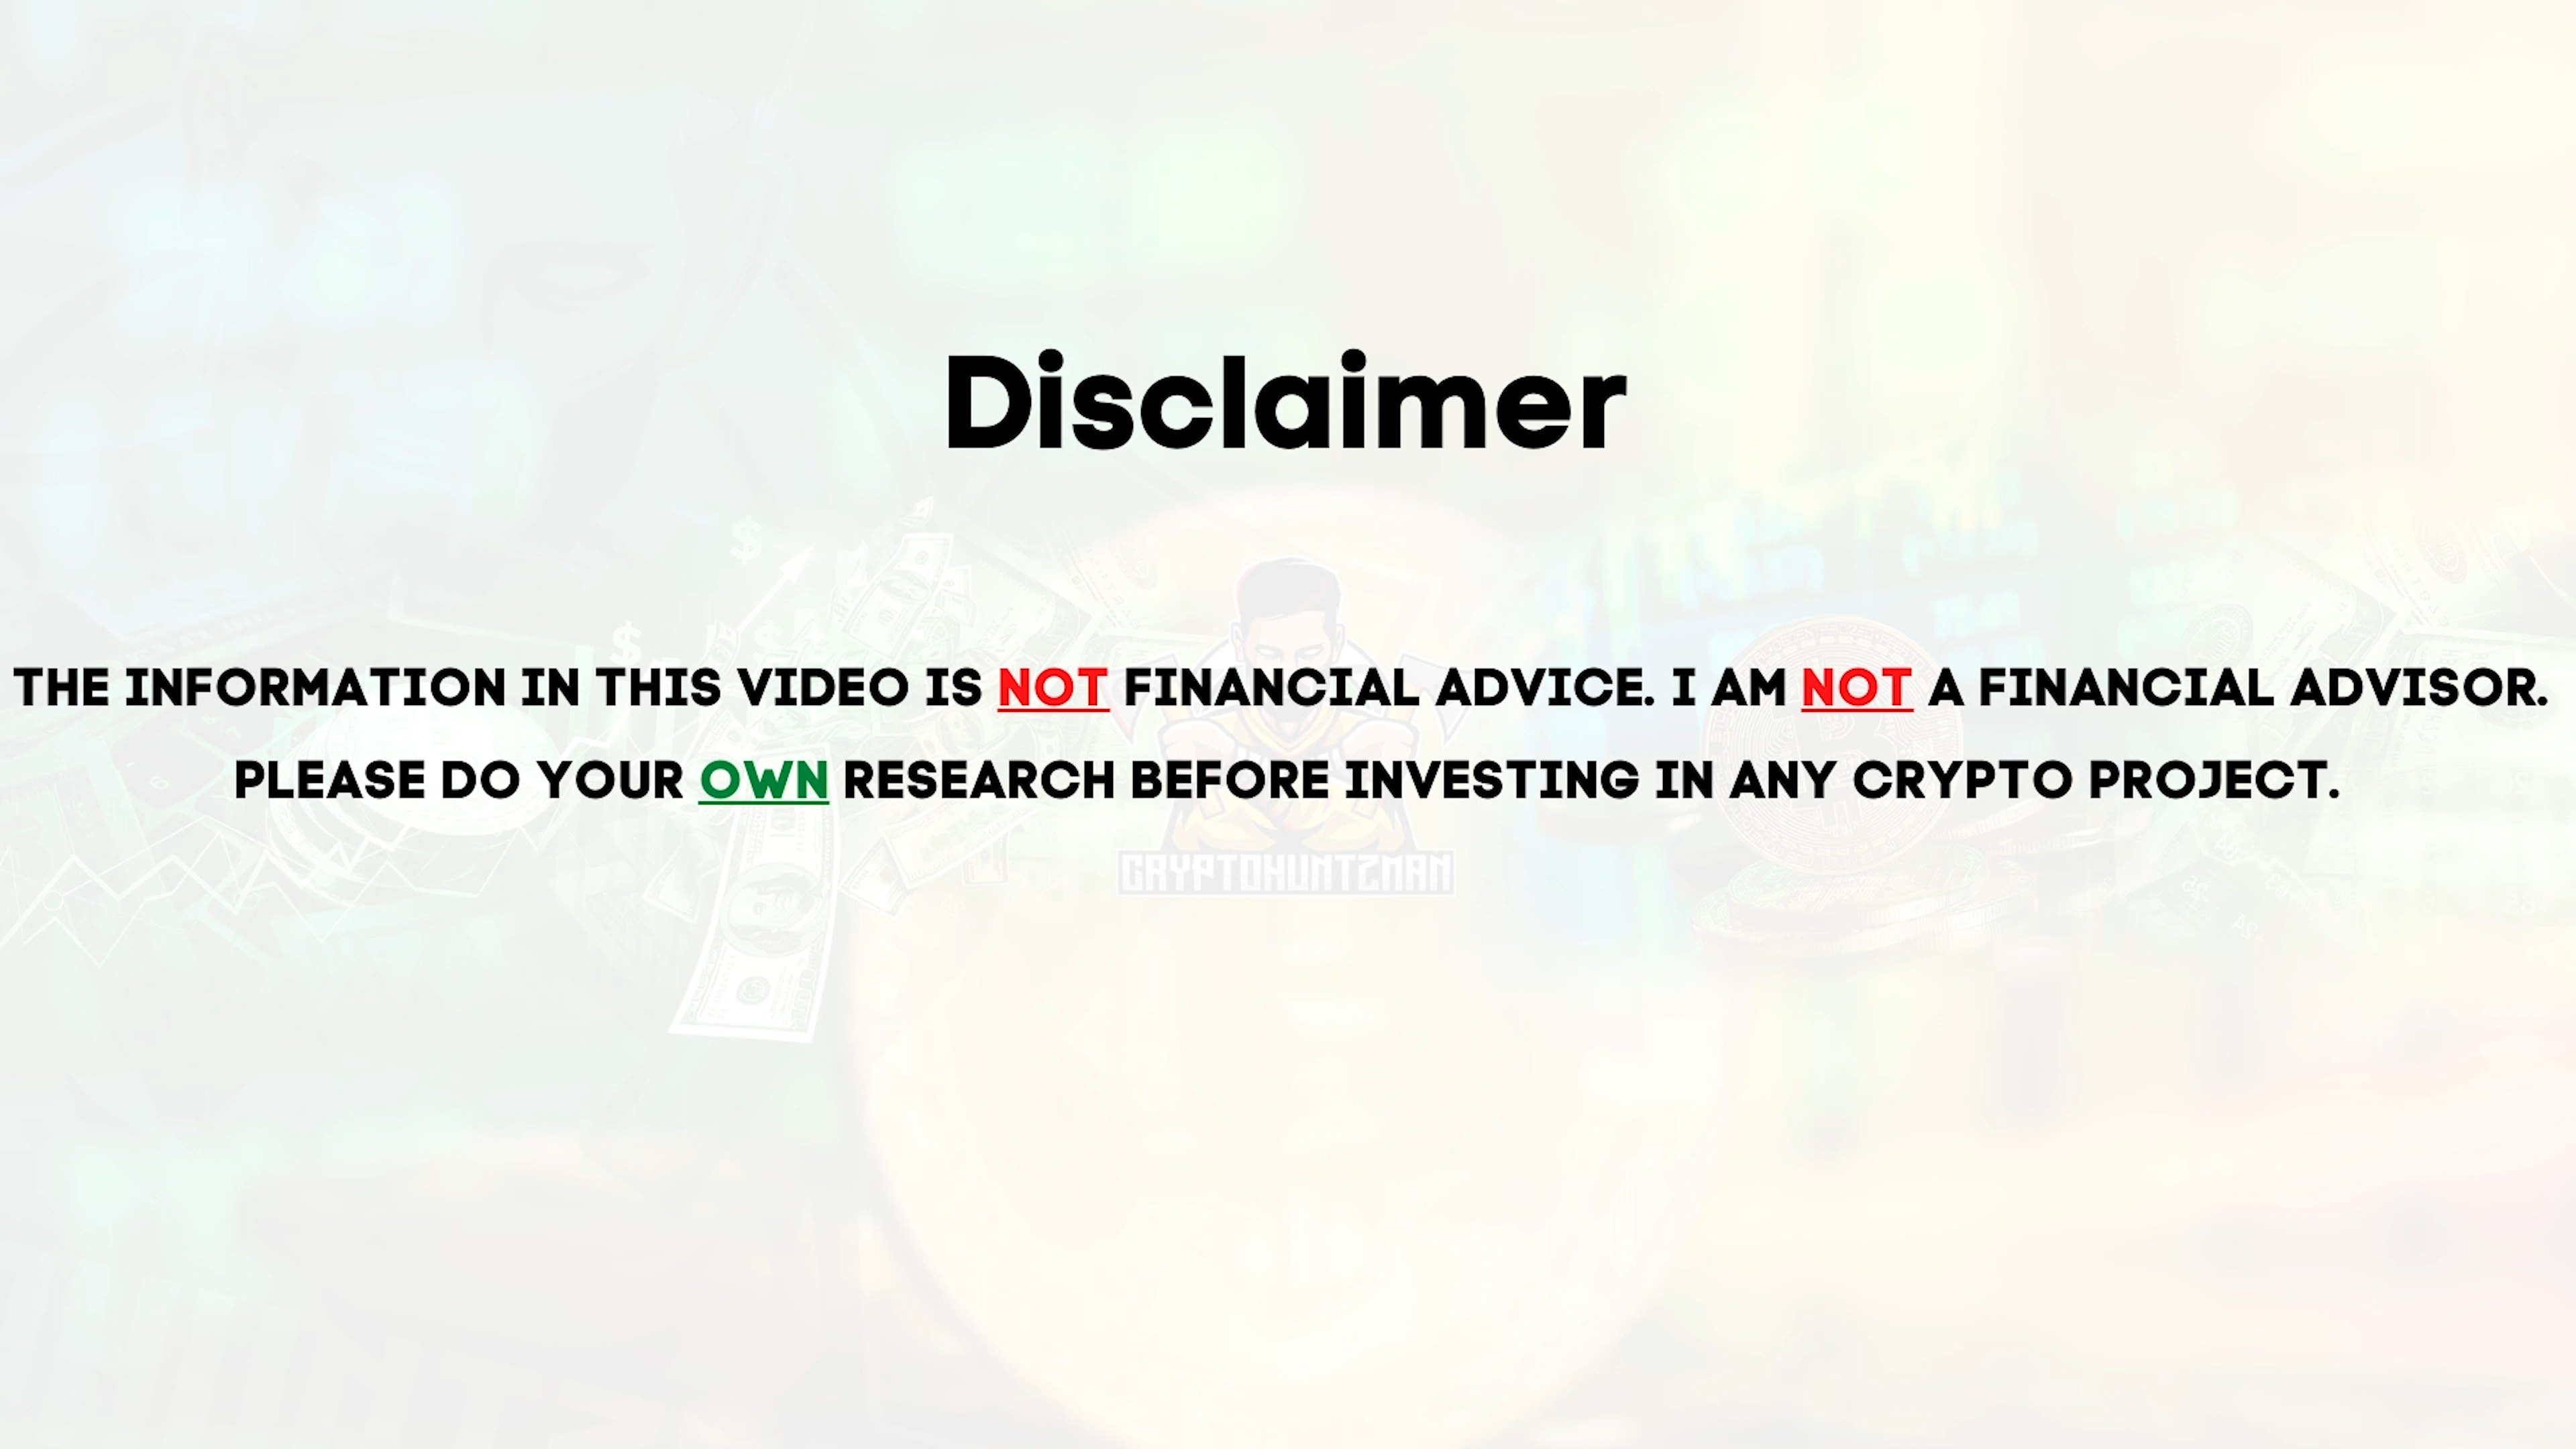 Disclaimer
THE INFORMATION IN THIS VIDEO IS NOT FINANCIAL ADVICE. I AM NOT A FINANCIAL ADVISOR.
PLEASE DO YOUR OWN RESEARCH BEFORE INVESTING IN ANY CRYPTO PROJECT.
CRYPTOHUNTZMAN